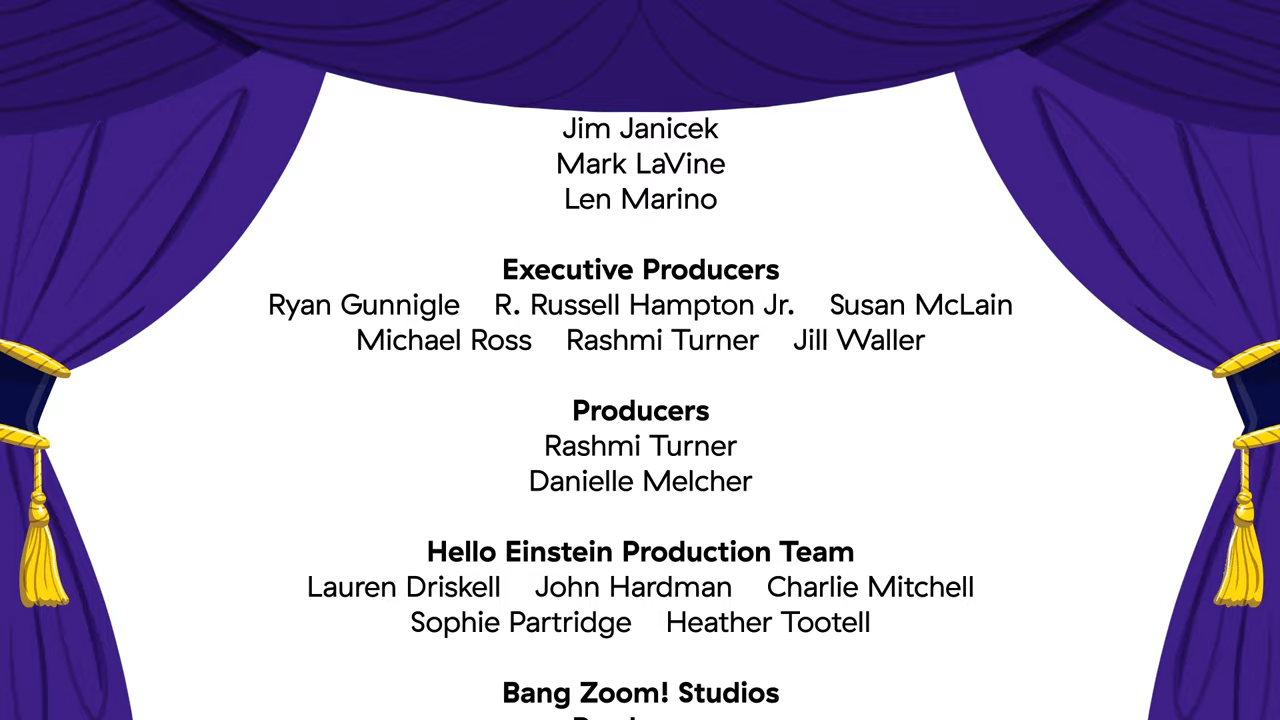 Jim Janicek
Mark LaVine
Len Marino
Executive Producers
Ryan Gunnigle R. Russell Hampton Jr. Susan McLain
Michael Ross Rashmi Turner Jill Waller
Producers
Rashmi Turner
Danielle Melcher
Hello Einstein Production Team
Lauren Driskell John Hardman Charlie Mitchell
Sophie Partridge Heather Tootell
Bang Zoom! Studios